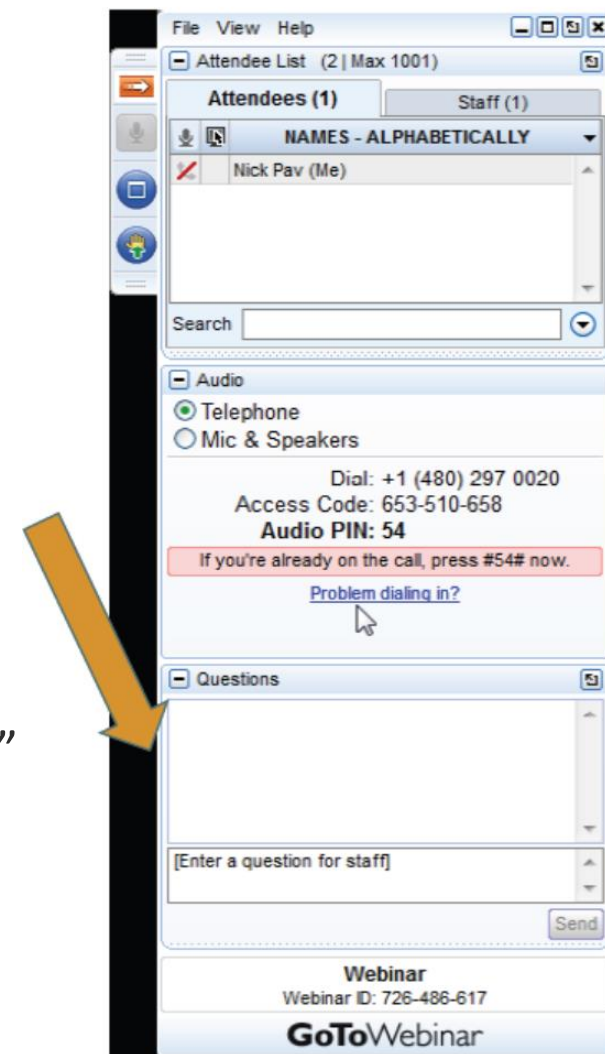 File View Help
Attendee List (2 | Max 1001)
Attendees (1) Staff (1)
NAMES - ALPHABETICALLY
Nick Pav (Me)
Search
Audio
Telephone
Mic & Speakers
Dial: +1 (480) 297 0020
Access Code: 653-510-658
Audio PIN: 54
If you're already on the call, press #54# now.
Problem dialing in?
Questions
”
[Enter a question for staff]
Send
Webinar
Webinar ID: 726-486-617
GoToWebinar